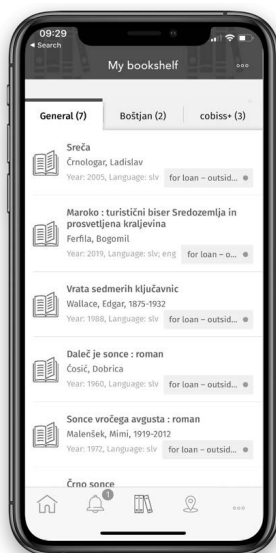 09:29
◀ Search
My bookshelf
General (7)
Boštjan (2)
cobiss+ (3)
Sreča
Črnologar, Ladislav
Year: 2005, Language: slv
for loan – outsid...
Maroko : turistični biser Sredozemlja in
prosvetljena kraljevina
Ferfila, Bogomil
Year: 2019, Language: slv; eng
for loan – o...
Vrata sedmerih ključavnic
Wallace, Edgar, 1875-1932
Year: 1988, Language: slv
for loan – outsid...
Daleč je sonce : roman
Ćosić, Dobrica
Year: 1960, Language: slv
for loan – outsid...
Sonce vročega avgusta : roman
Malenšek, Mimi, 1919-2012
Year: 1972, Language: slv
for loan – outsid...
Črno sonce
1